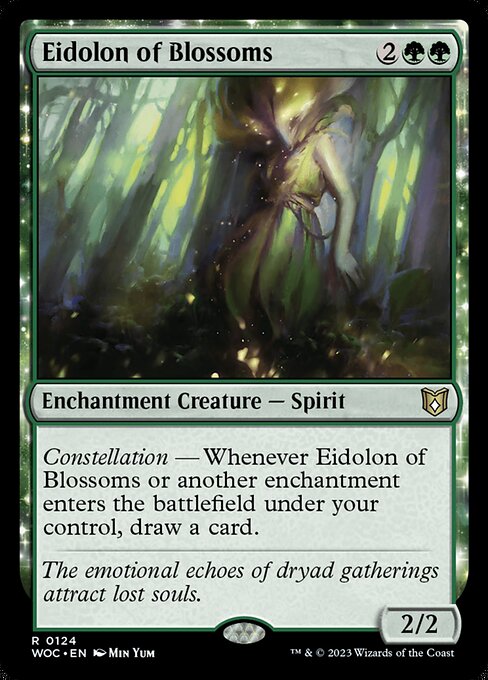 Eidolon of Blossoms 2
Enchantment Creature — Spirit
Constellation — Whenever Eidolon of
Blossoms or another enchantment
enters the battlefield under your
control, draw a card.
The emotional echoes of dryad gatherings
attract lost souls.
2/2
R 0124
WOC • EN Min Yum
™ & © 2023 Wizards of the Coast